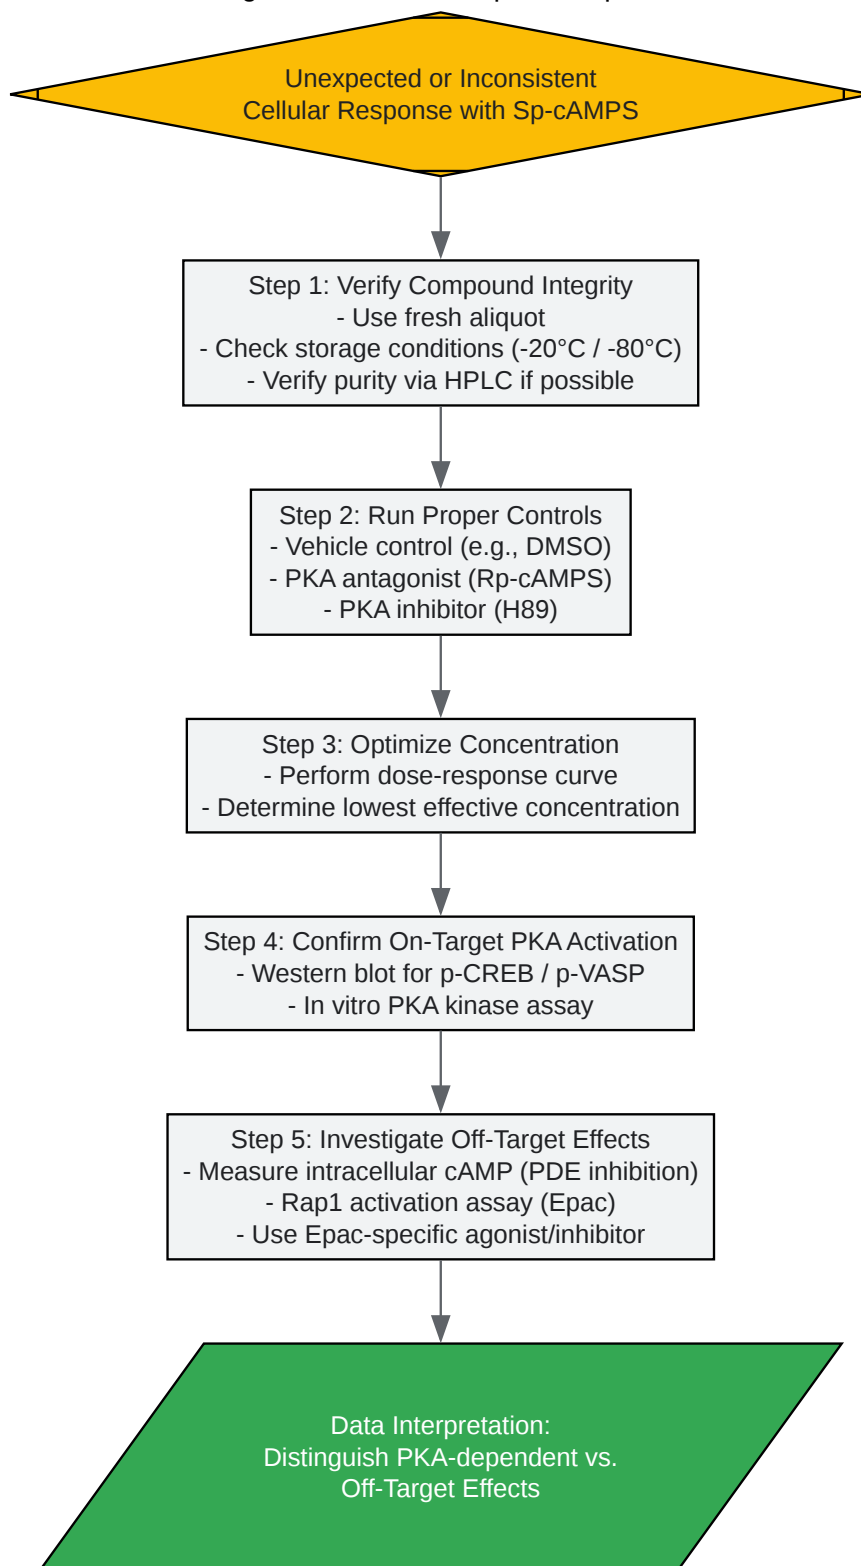 Unexpected or Inconsistent
Cellular Response with Sp-cAMPS
Step 1: Verify Compound Integrity
- Use fresh aliquot
- Check storage conditions (-20°C / -80°C)
- Verify purity via HPLC if possible
Step 2: Run Proper Controls
- Vehicle control (e.g., DMSO)
- PKA antagonist (Rp-cAMPS)
- PKA inhibitor (H89)
Step 3: Optimize Concentration
- Perform dose-response curve
- Determine lowest effective concentration
Step 4: Confirm On-Target PKA Activation
- Western blot for p-CREB / p-VASP
- In vitro PKA kinase assay
Step 5: Investigate Off-Target Effects
- Measure intracellular cAMP (PDE inhibition)
- Rap1 activation assay (Epac)
- Use Epac-specific agonist/inhibitor
Data Interpretation:
Distinguish PKA-dependent vs.
Off-Target Effects